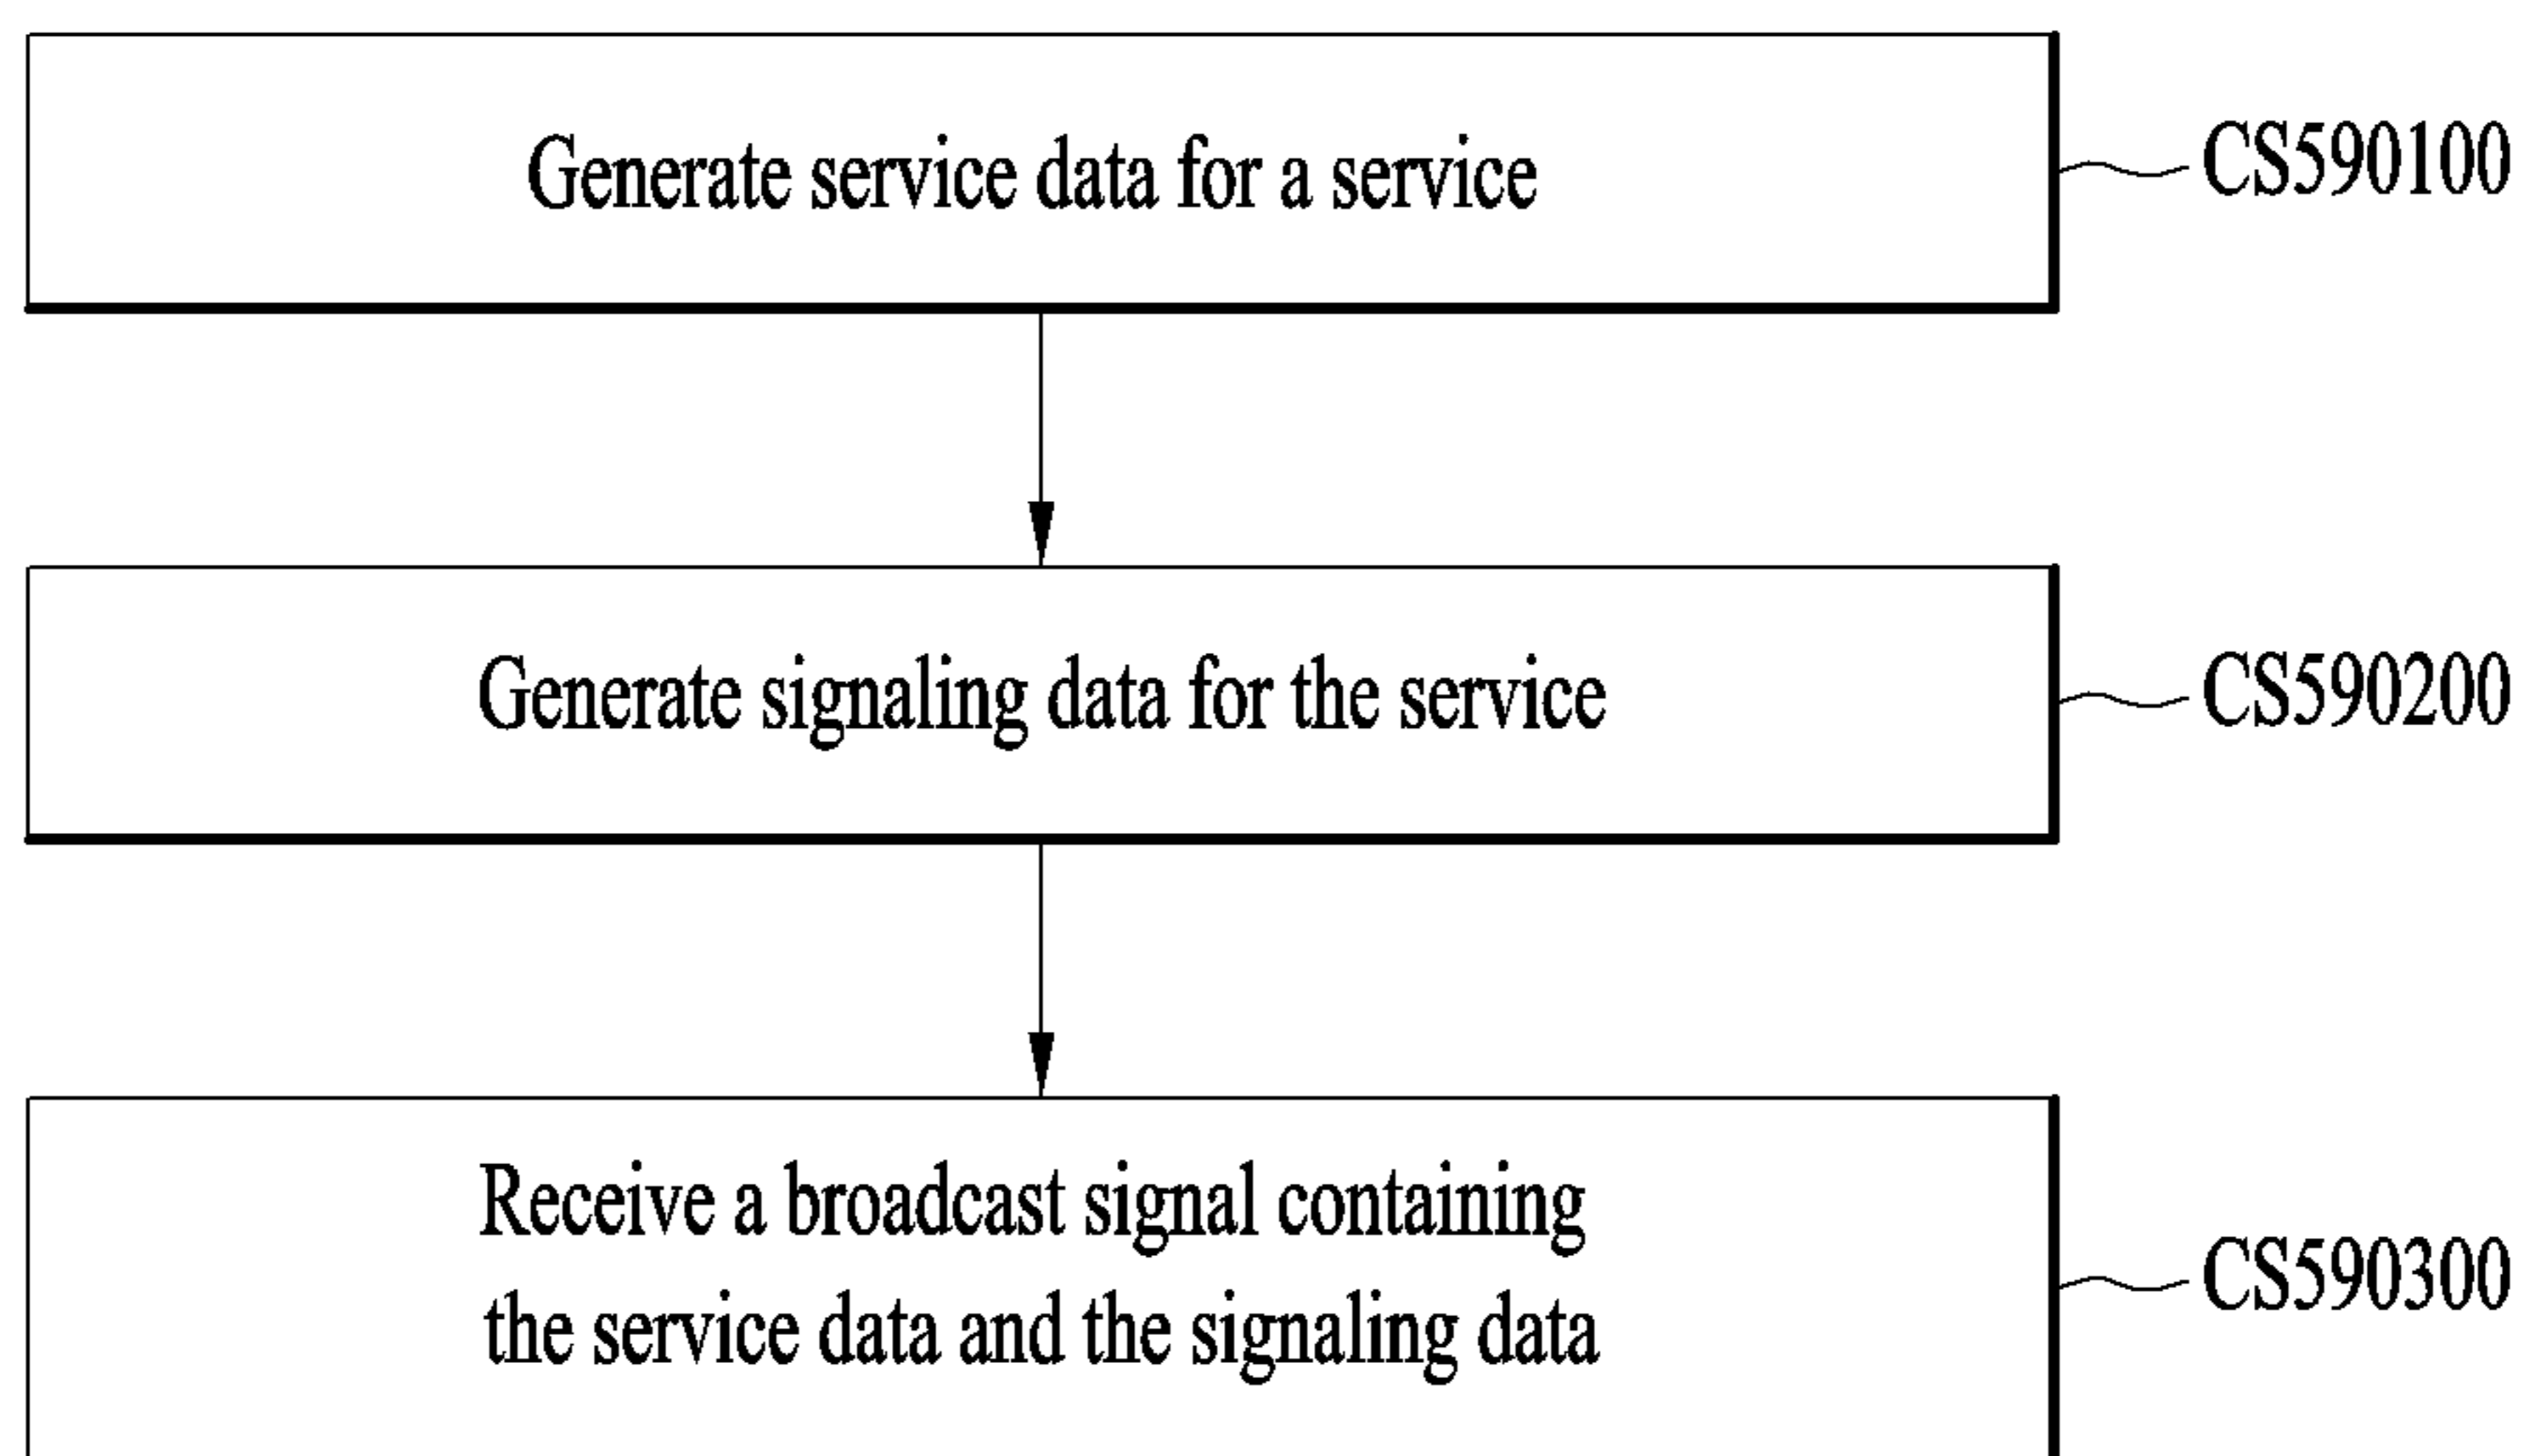 Generate service data for a service
CS590100
Generate signaling data for the service
CS590200
Receive a broadcast signal containing
the service data and the signaling data
CS590300